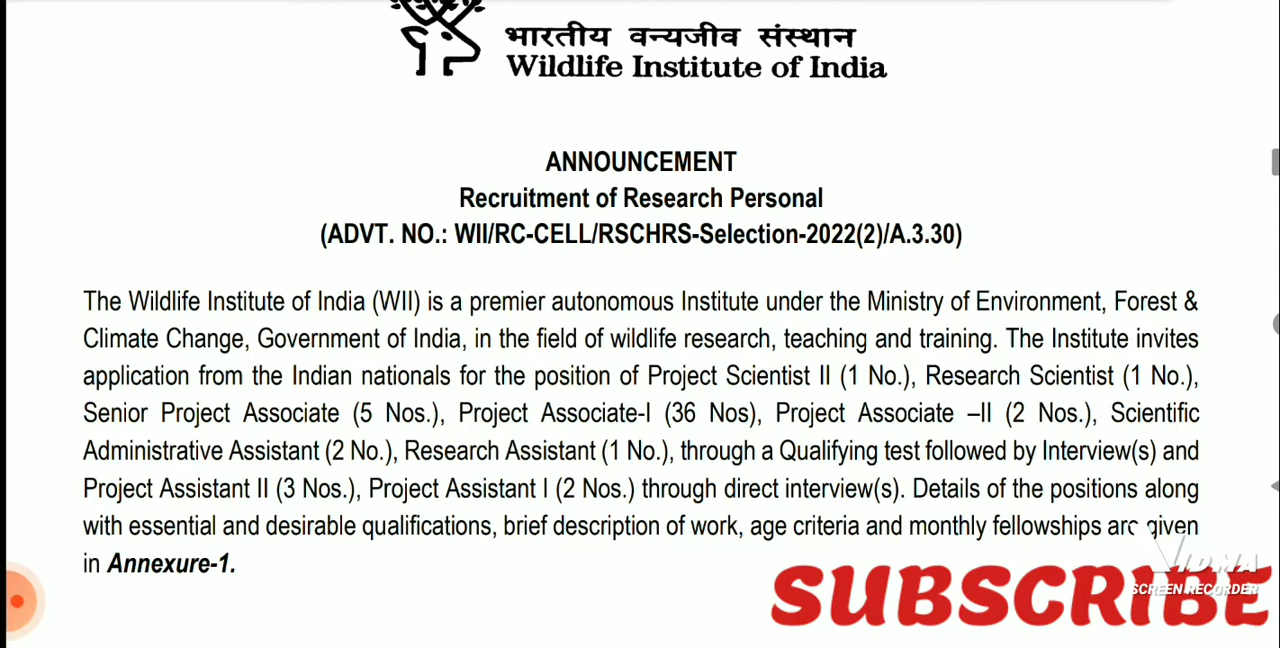 भारतीय वन्यजीव संस्थान
Wildlife Institute of India
ANNOUNCEMENT
Recruitment of Research Personal
(ADVT. NO.: WII/RC-CELL/RSCHRS-Selection-2022(2)/A.3.30)
The Wildlife Institute of India (WII) is a premier autonomous Institute under the Ministry of Environment, Forest &
Climate Change, Government of India, in the field of wildlife research, teaching and training. The Institute invites
application from the Indian nationals for the position of Project Scientist II (1 No.), Research Scientist (1 No.),
Senior Project Associate (5 Nos.), Project Associate-I (36 Nos), Project Associate –II (2 Nos.), Scientific
Administrative Assistant (2 No.), Research Assistant (1 No.), through a Qualifying test followed by Interview(s) and
Project Assistant II (3 Nos.), Project Assistant I (2 Nos.) through direct interview(s). Details of the positions along
with essential and desirable qualifications, brief description of work, age criteria and monthly fellowships are given
in Annexure-1.
VIDMA
SCREEN RECORDER
SUBSCRIBE